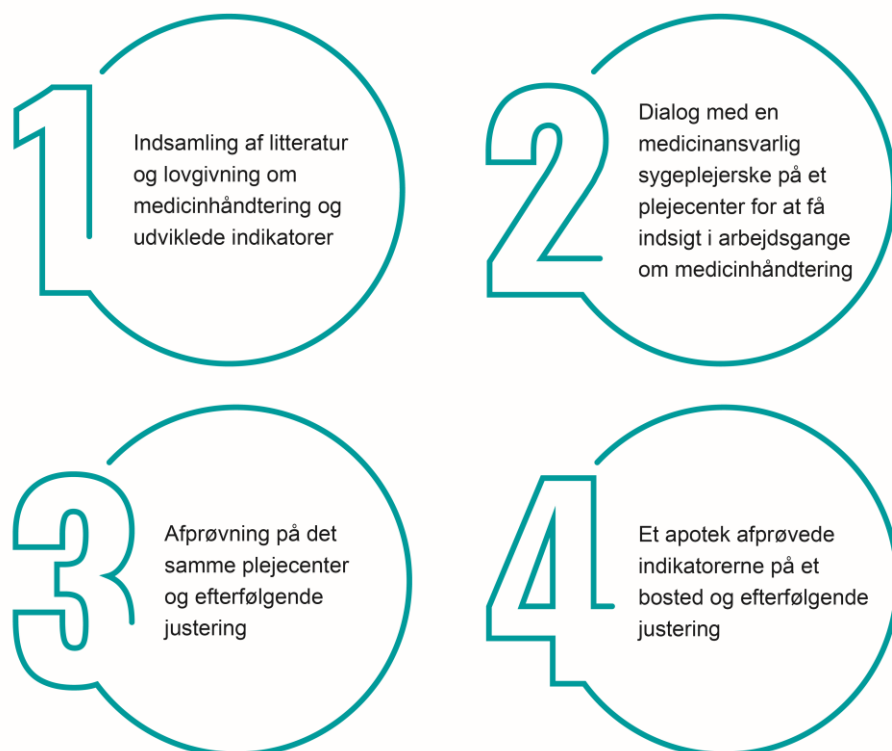 1
Indsamling af litteratur
og lovgivning om
medicinhåndtering og
udviklede indikatorer
2
Dialog med en
medicinansvarlig
sygeplejerske på et
plejecenter for at få
indsigt i arbejdsgange
om medicinhåndtering
3
Afprøvning på det
samme plejecenter
og efterfølgende
justering
4
Et apotek afprøvede
indikatorerne på et
bosted og efterfølgende
justering